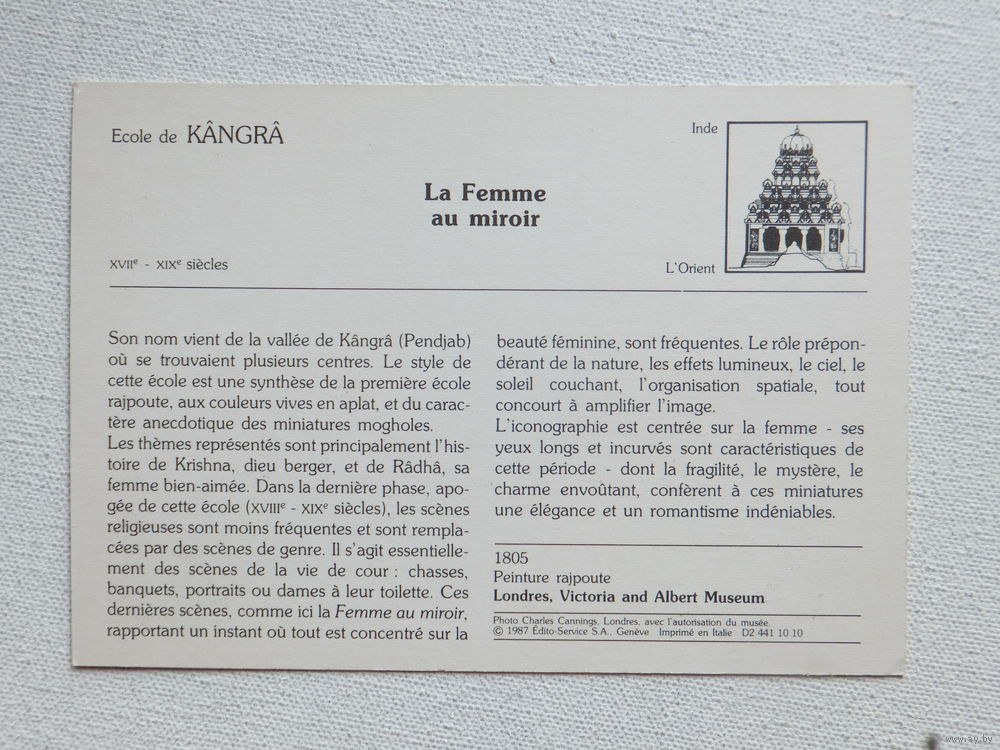 Ecole de KÂNGRÂ
Inde
La Femme
au miroir
XVIIe - XIXe siècles
L'Orient
Son nom vient de la vallée de Kângrâ (Pendjab)
où se trouvaient plusieurs centres. Le style de
cette école est une synthèse de la première école
rajpoute, aux couleurs vives en aplat, et du carac-
tère anecdotique des miniatures mogholes.
Les thèmes représentés sont principalement l'his-
toire de Krishna, dieu berger, et de Râdhâ, sa
femme bien-aimée. Dans la dernière phase, apo-
gée de cette école (XVIIIe - XIXe siècles), les scènes
religieuses sont moins fréquentes et sont rempla-
cées par des scènes de genre. Il s'agit essentielle-
ment des scènes de la vie de cour : chasses,
banquets, portraits ou dames à leur toilette. Ces
dernières scènes, comme ici la Femme au miroir,
rapportant un instant où tout est concentré sur la
beauté féminine, sont fréquentes. Le rôle prépon-
dérant de la nature, les effets lumineux, le ciel, le
soleil couchant, l'organisation spatiale, tout
concourt à amplifier l'image.
L'iconographie est centrée sur la femme - ses
yeux longs et incurvés sont caractéristiques de
cette période - dont la fragilité, le mystère, le
charme envoûtant, confèrent à ces miniatures
une élégance et un romantisme indéniables.
1805
Peinture rajpoute
Londres, Victoria and Albert Museum
Photo Charles Cannings, Londres, avec l'autorisation du musée.
© 1987 Édito-Service S.A., Genève Imprimé en Italie D2 441 10 10
www.ay.by